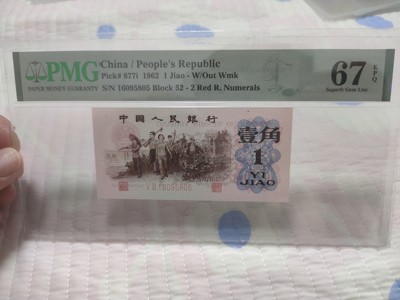 PMG
PAPER MONEY GUARANTY
China / People's Republic
Pick# 877i 1962 1 Jiao - W/Out Wmk
S/N 16095805 Block 52 - 2 Red R. Numerals
67 EPQ
Superb Gem Unc
中国人民银行
壹角
1
YI
JIAO